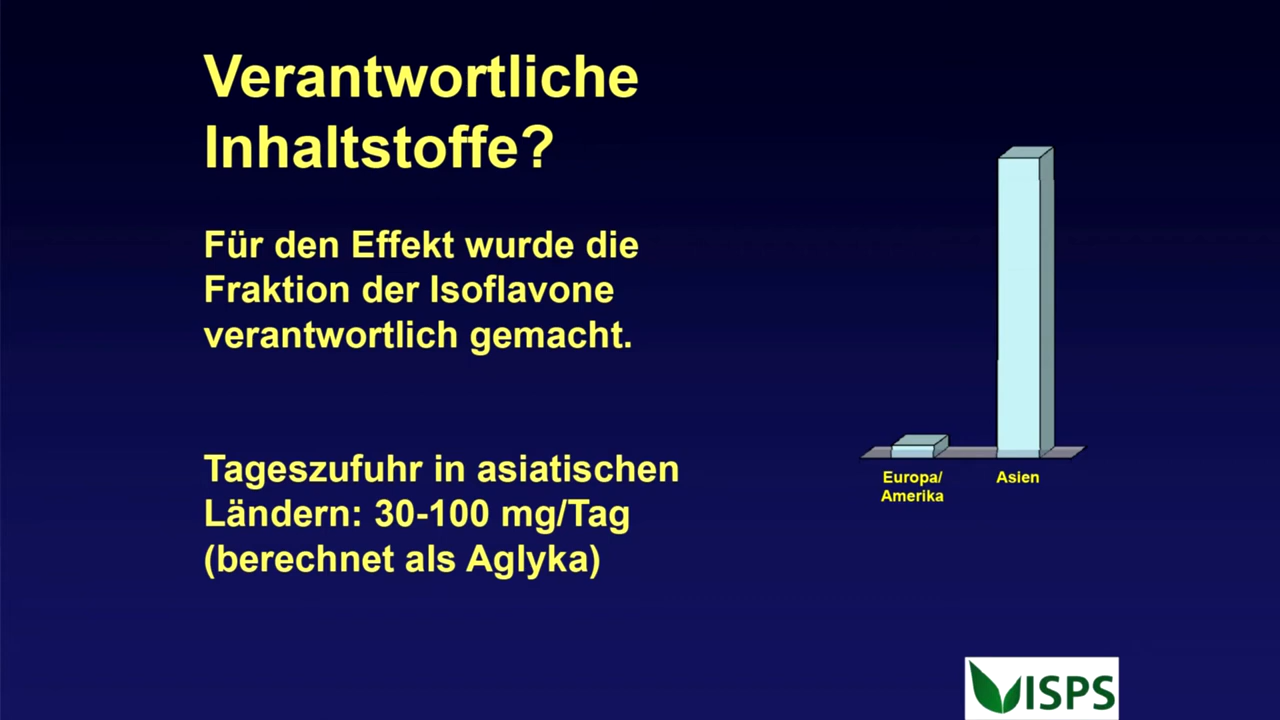 Verantwortliche
Inhaltstoffe?
Für den Effekt wurde die
Fraktion der Isoflavone
verantwortlich gemacht.
Tageszufuhr in asiatischen
Ländern: 30-100 mg/Tag
(berechnet als Aglyka)
Europa/
Amerika
Asien
ISPS